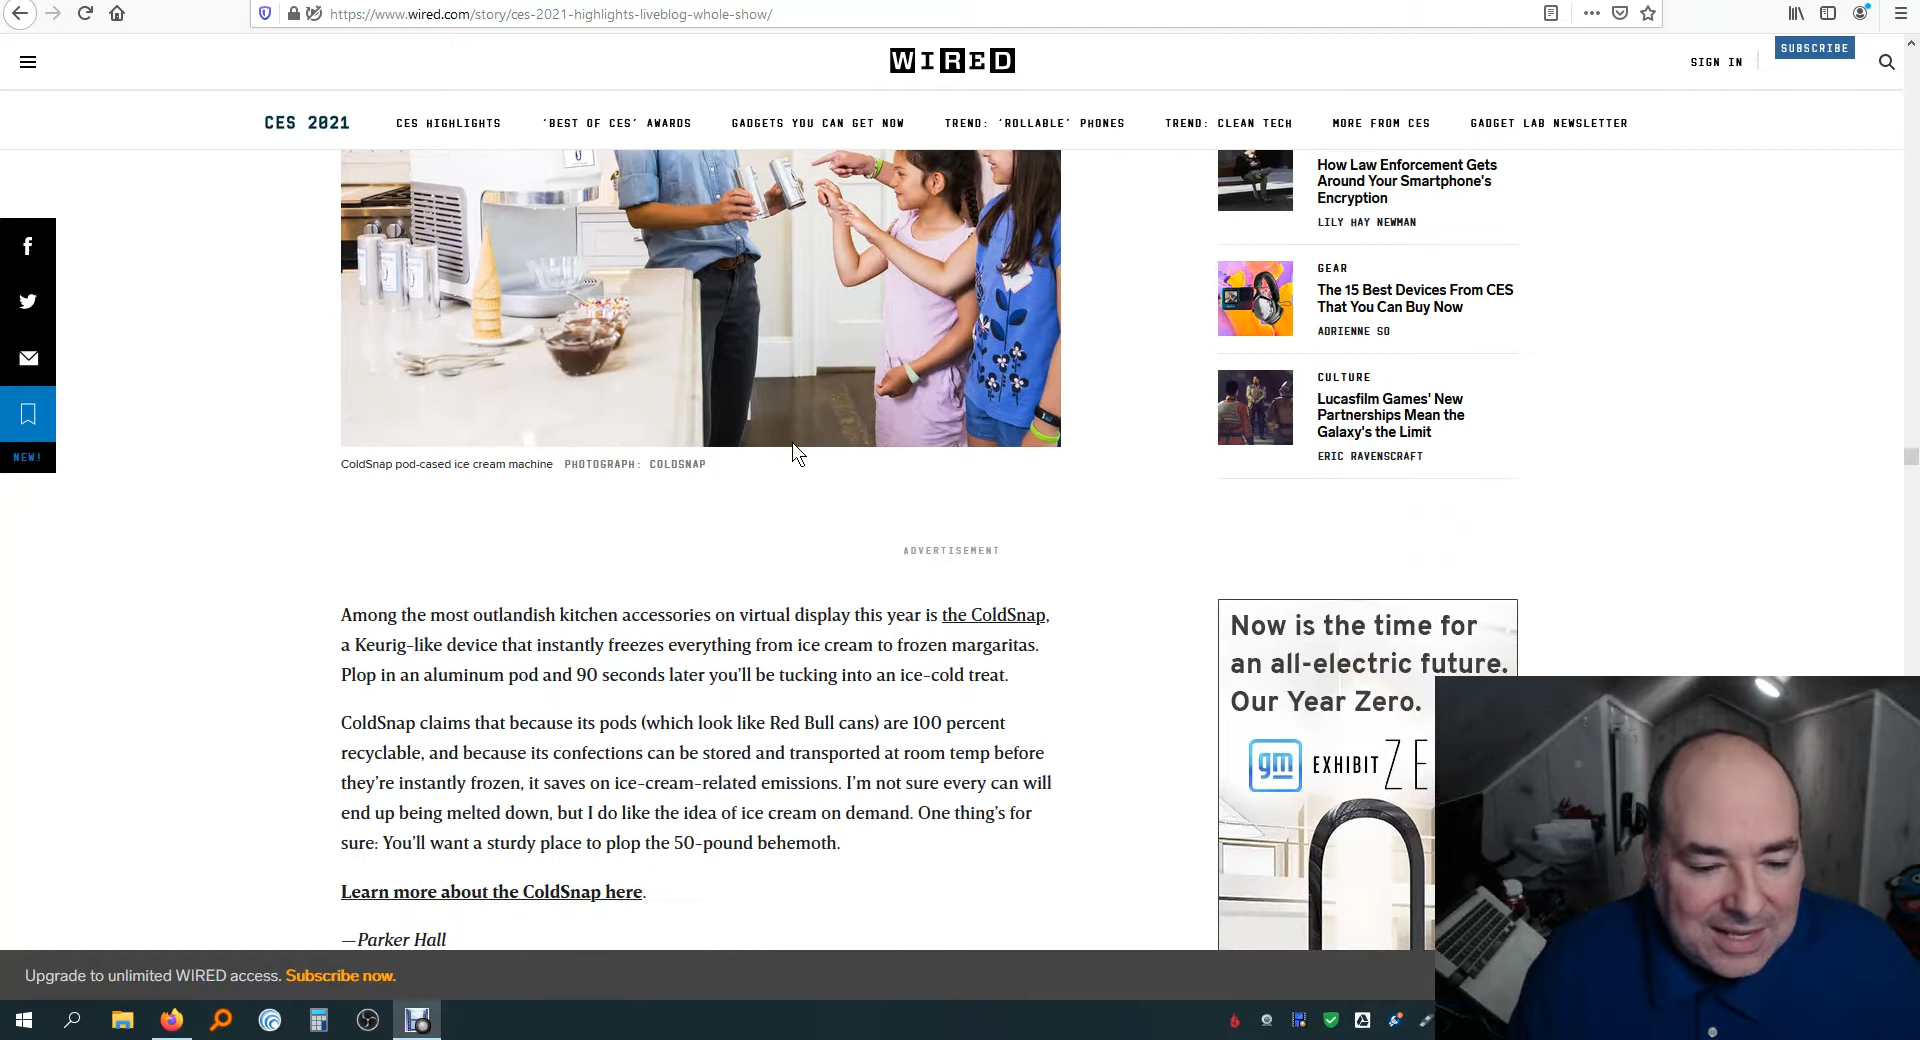 https://www.wired.com/story/ces-2021-highlights-liveblog-whole-show/
WIRED
SIGN IN
SUBSCRIBE
CES 2021
CES HIGHLIGHTS
'BEST OF CES' AWARDS
GADGETS YOU CAN GET NOW
TREND: 'ROLLABLE' PHONES
TREND: CLEAN TECH
MORE FROM CES
GADGET LAB NEWSLETTER
NEW!
ColdSnap pod-cased ice cream machine PHOTOGRAPH: COLDSNAP
ADVERTISEMENT
Among the most outlandish kitchen accessories on virtual display this year is the ColdSnap,
a Keurig-like device that instantly freezes everything from ice cream to frozen margaritas.
Plop in an aluminum pod and 90 seconds later you'll be tucking into an ice-cold treat.
ColdSnap claims that because its pods (which look like Red Bull cans) are 100 percent
recyclable, and because its confections can be stored and transported at room temp before
they're instantly frozen, it saves on ice-cream-related emissions. I'm not sure every can will
end up being melted down, but I do like the idea of ice cream on demand. One thing's for
sure: You'll want a sturdy place to plop the 50-pound behemoth.
Learn more about the ColdSnap here.
—Parker Hall
How Law Enforcement Gets
Around Your Smartphone's
Encryption
LILY HAY NEWMAN
GEAR
The 15 Best Devices From CES
That You Can Buy Now
ADRIENNE SO
CULTURE
Lucasfilm Games' New
Partnerships Mean the
Galaxy's the Limit
ERIC RAVENSCRAFT
Now is the time for
an all-electric future.
Our Year Zero.
gm EXHIBIT ZE
Upgrade to unlimited WIRED access. Subscribe now.